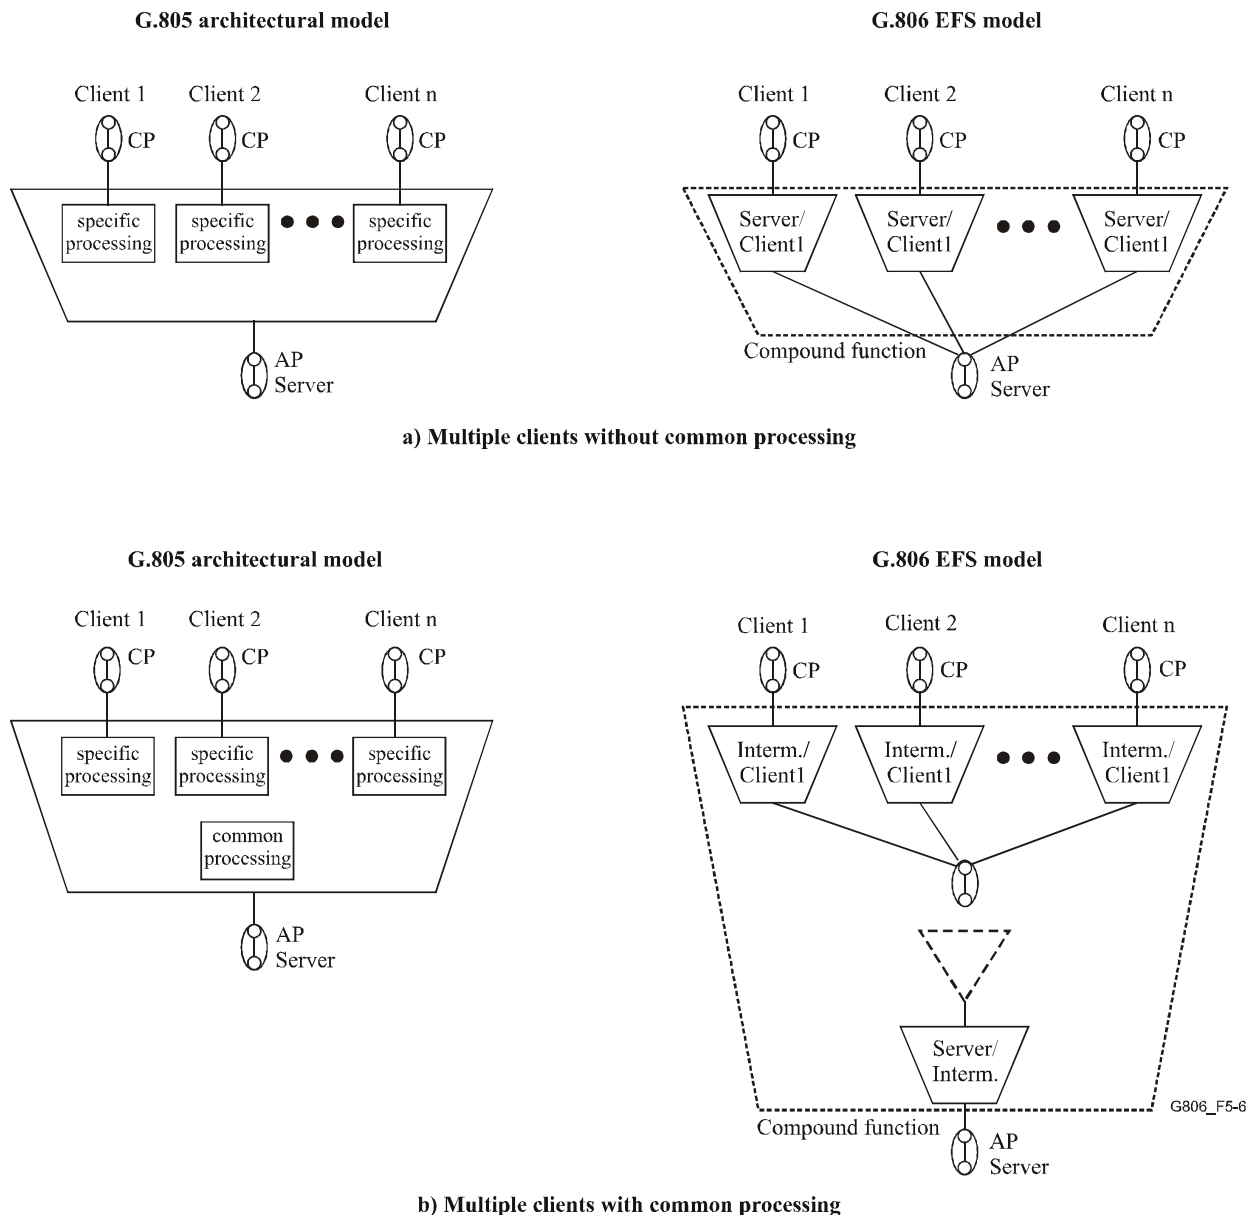 G.805 architectural model
G.806 EFS model
Client 1
Client 2
Client n
Client 1
Client 2
Client n
CP
CP
CP
CP
CP
CP
specific
processing
specific
processing
specific
processing
Server/
Client1
Server/
Client1
Server/
Client1
Compound function
AP
Server
AP
Server
a) Multiple clients without common processing
G.805 architectural model
G.806 EFS model
Client 1
Client 2
Client n
Client 1
Client 2
Client n
CP
CP
CP
CP
CP
CP
specific
processing
specific
processing
specific
processing
Interm./
Client1
Interm./
Client1
Interm./
Client1
common
processing
AP
Server
Server/
Interm.
G806_F5-6
Compound function
AP
Server
b) Multiple clients with common processing